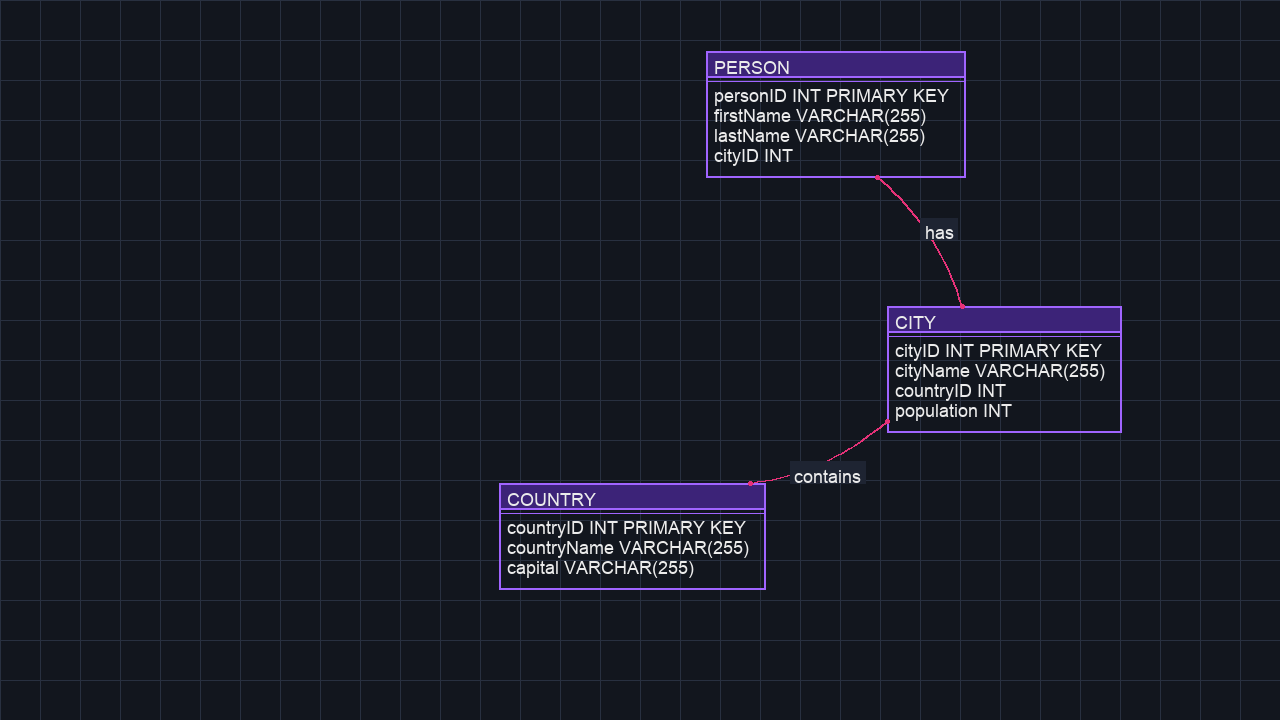 PERSON
personID INT PRIMARY KEY
firstName VARCHAR(255)
lastName VARCHAR(255)
cityID INT
has
CITY
cityID INT PRIMARY KEY
cityName VARCHAR(255)
countryID INT
population INT
contains
COUNTRY
countryID INT PRIMARY KEY
countryName VARCHAR(255)
capital VARCHAR(255)